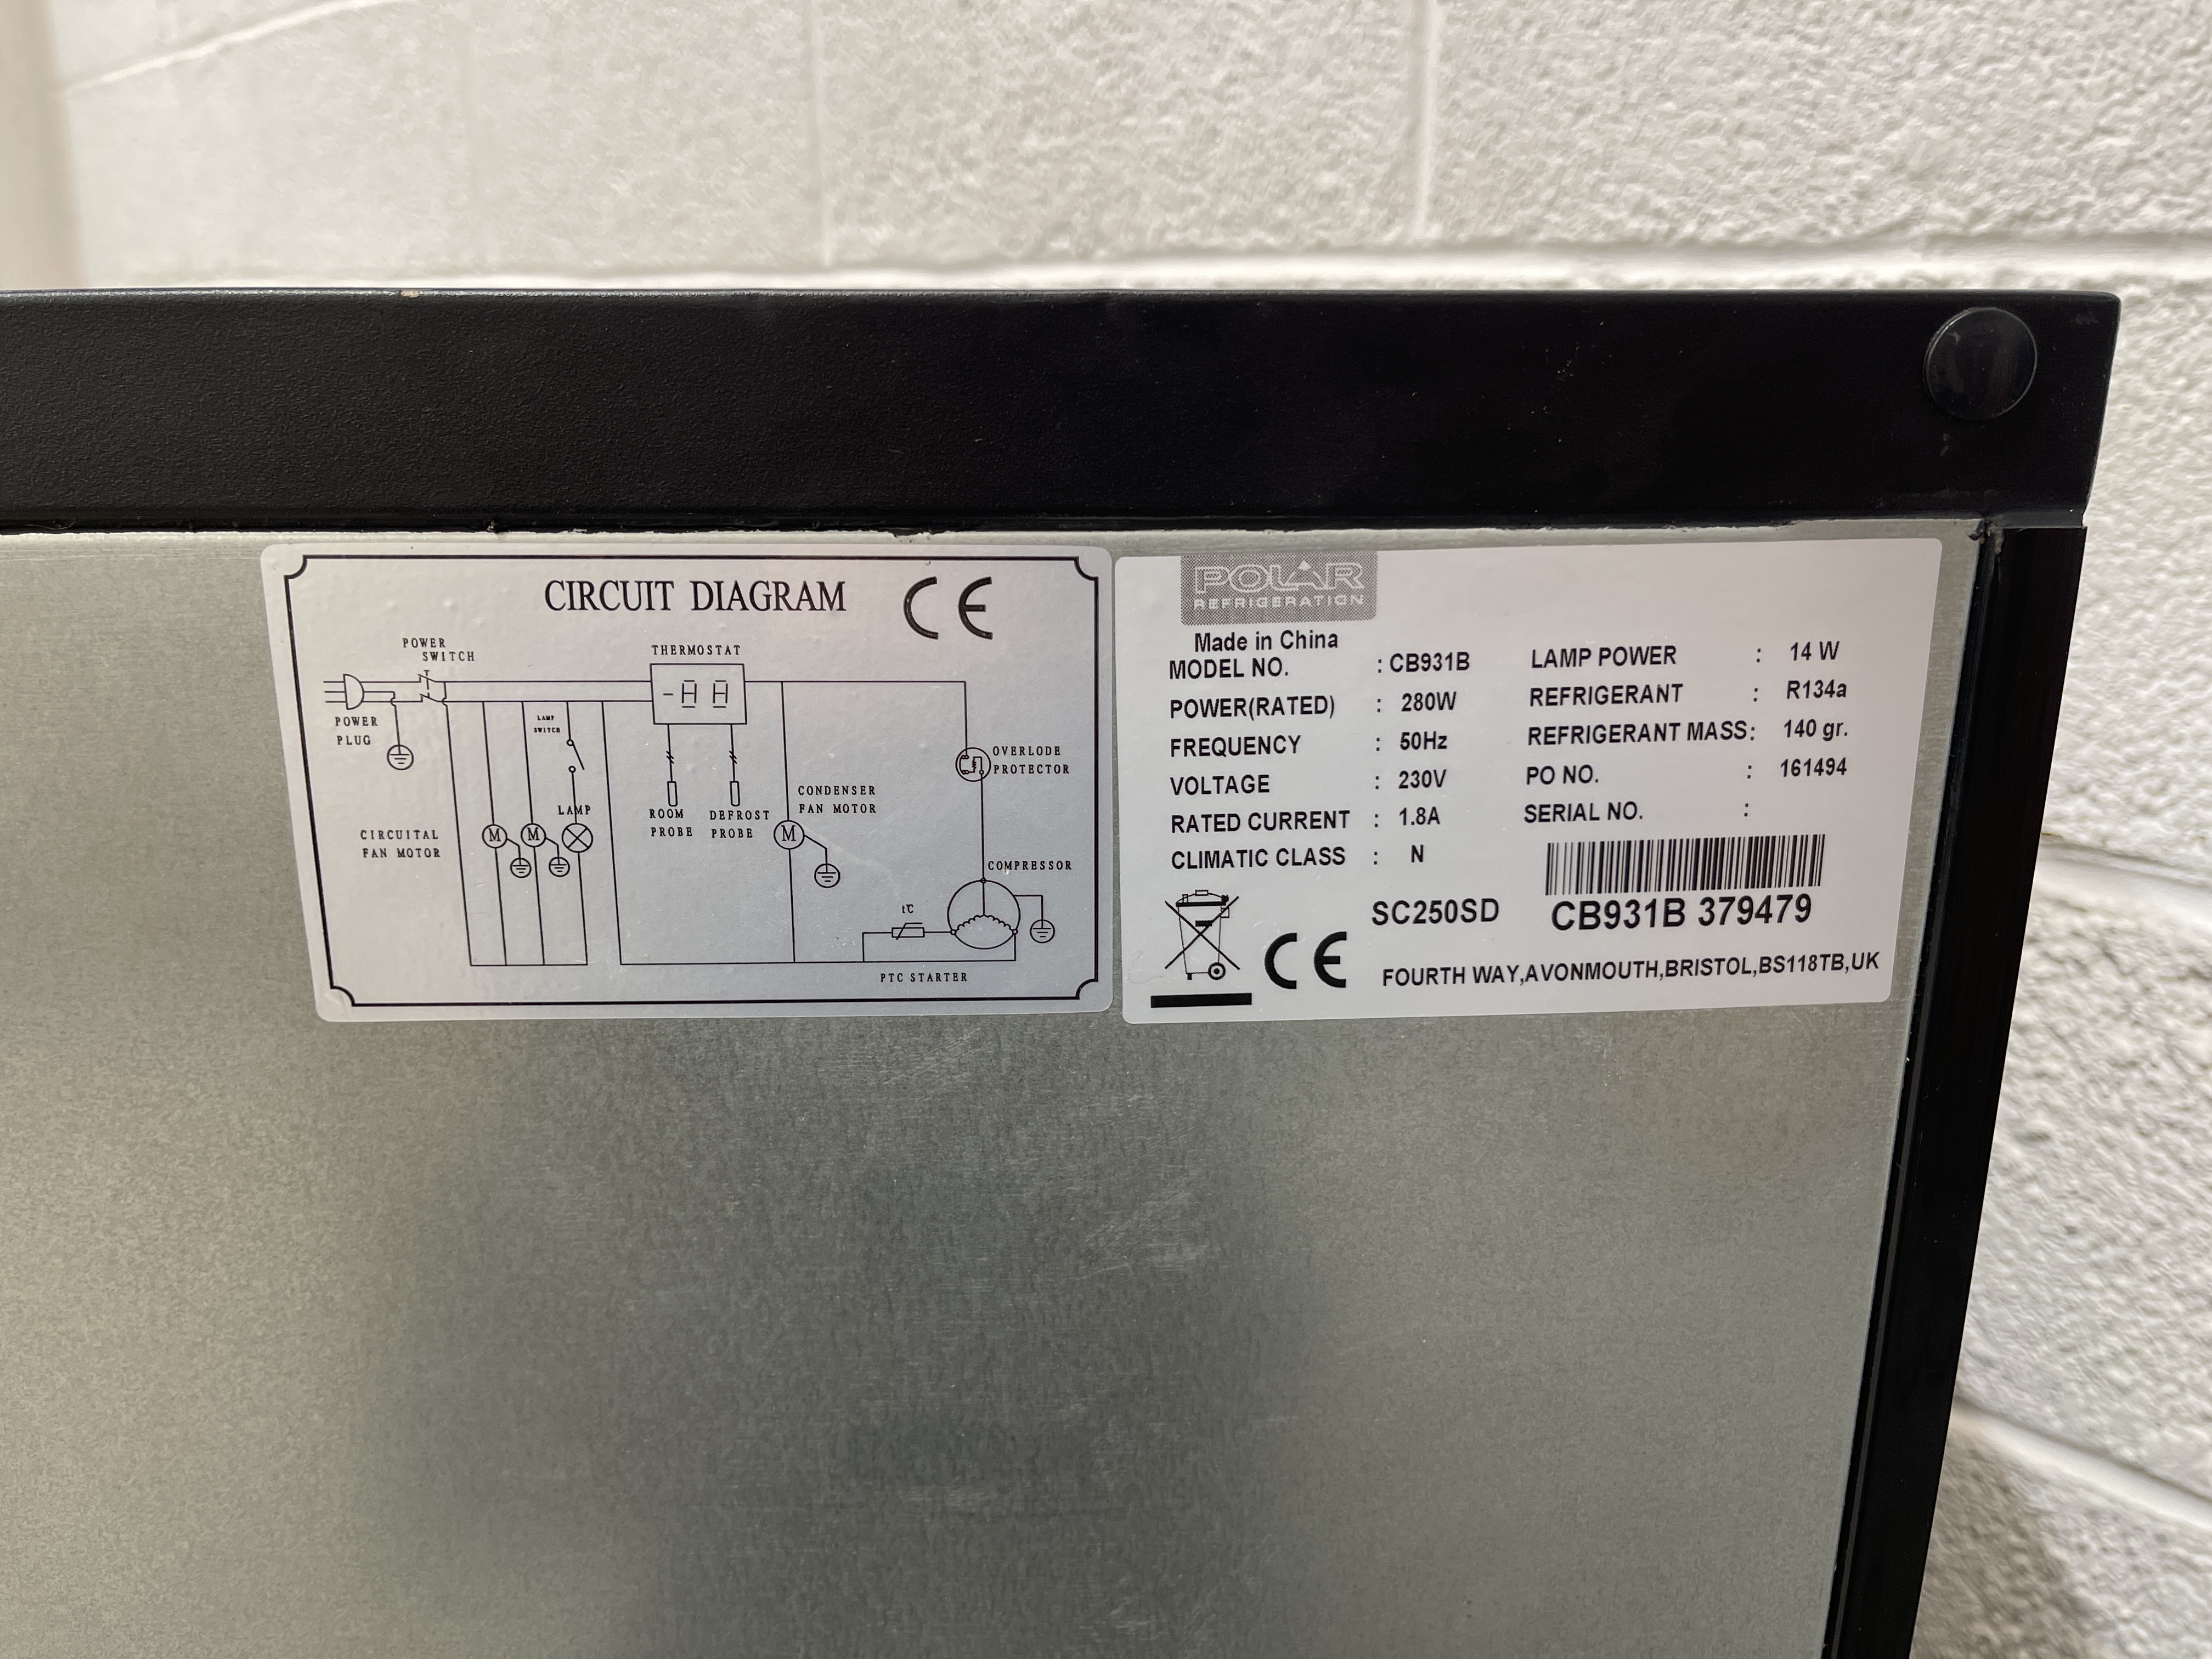 CIRCUIT DIAGRAM CE
POWER
SWITCH
THERMOSTAT
-8 8
POWER
PLUG
LAMP
SWITCH
OVERLODE
PROTECTOR
CONDENSER
FAN MOTOR
ROOM
PROBE
DEFROST
PROBE
LAMP
CIRCUITAL
FAN MOTOR
M M M
COMPRESSOR
t℃
PTC STARTER
POLAR
REFRIGERATION
Made in China
MODEL NO. : CB931B
POWER(RATED) : 280W
FREQUENCY : 50Hz
VOLTAGE : 230V
RATED CURRENT : 1.8A
CLIMATIC CLASS : N
LAMP POWER : 14 W
REFRIGERANT : R134a
REFRIGERANT MASS: 140 gr.
PO NO. : 161494
SERIAL NO. :
SC250SD CB931B 379479
CE
FOURTH WAY,AVONMOUTH,BRISTOL,BS118TB,UK